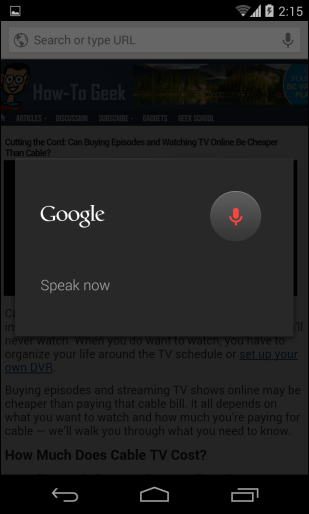 2:15
Search or type URL
How-To Geek
ARTICLES
DISCUSSION
SUBSCRIBE
GADGETS
GEEK SCHOOL
Cutting the Cord: Can Buying Episodes and Watching TV Online Be Cheaper
Than Cable?
Google
Speak now
never watch. When you do want to watch, you have to
organize your life around the TV schedule or set up your
own DVR.
Buying episodes and streaming TV shows online may be
cheaper than paying that cable bill. It all depends on
what you want to watch and how much you're paying for
cable — we'll walk you through what you need to know.
How Much Does Cable TV Cost?